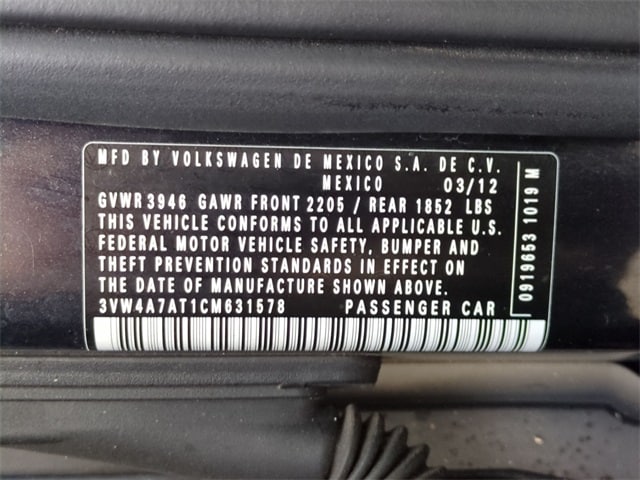 MFD BY VOLKSWAGEN DE MEXICO S.A. DE C.V.
MEXICO 03/12
GVWR 3946 GAWR FRONT 2205 / REAR 1852 LBS
THIS VEHICLE CONFORMS TO ALL APPLICABLE U.S.
FEDERAL MOTOR VEHICLE SAFETY, BUMPER AND
THEFT PREVENTION STANDARDS IN EFFECT ON
THE DATE OF MANUFACTURE SHOWN ABOVE.
3VW4A7AT1CM631578 PASSENGER CAR
0919653 1019 M